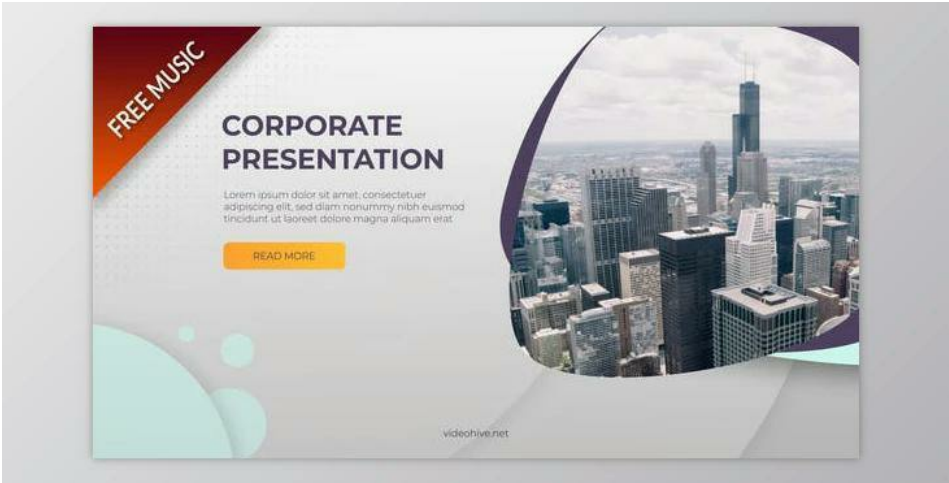 FREE MUSIC
CORPORATE
PRESENTATION
Lorem ipsum dolor sit amet, consectetuer
adipiscing elit, sed diam nonummy nibh euismod
tincidunt ut laoreet dolore magna aliquam erat
READ MORE
videohive.net